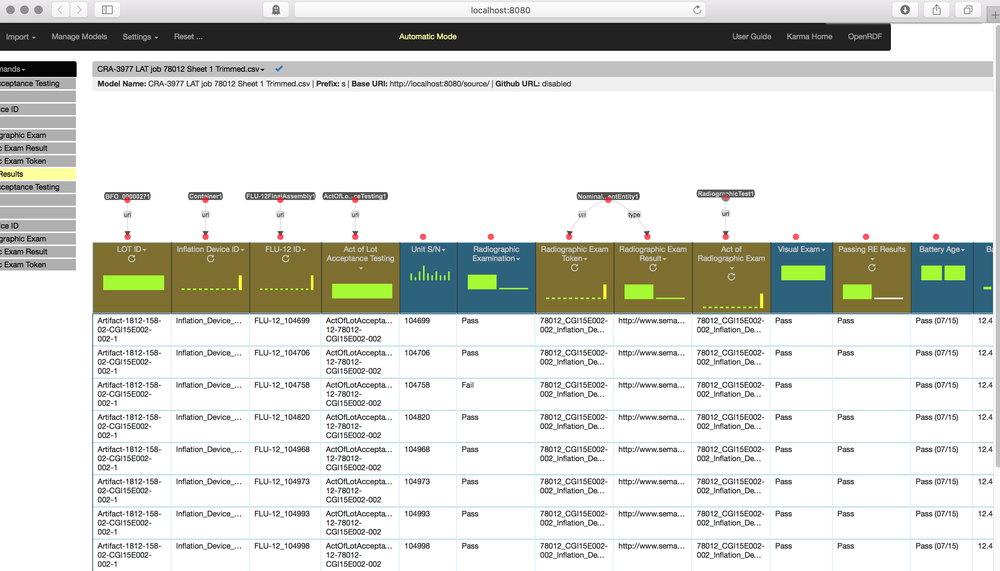 localhost:8080
Import Manage Models Settings Reset ... Automatic Mode User Guide Karma Home OpenRDF
mands
CRA-3977 LAT job 78012 Sheet 1 Trimmed.csv
Model Name: CRA-3977 LAT job 78012 Sheet 1 Trimmed.csv | Prefix: s | Base URI: http://localhost:8080/source/ | Github URL: disabled
cceptance Testing
ice ID
graphic Exam
c Exam Result
c Exam Token
Results
cceptance Testing
ice ID
graphic Exam
c Exam Result
c Exam Token
BFO_00000271 Container1 FLU-12FinalAssembly1 ActOfLo...ceTesting1 Nominal...entEntity1 RadiographicTest1
uri uri uri uri uri type uri
LOT ID Inflation Device ID FLU-12 ID Act of Lot Unit S/N Radiographic Radiographic Exam Radiographic Exam Act of Visual Exam Passing RE Results Battery Age Ba
Acceptance Testing Examination Token Result Radiographic Exam
Artifact-1812-158- Inflation_Device_... FLU-12_104699 ActOfLotAccepta... 104699 Pass 78012_CGI15E002- http://www.sema... 78012_CGI15E002- Pass Pass Pass (07/15) 12.4
02-CGI15E002- 12-78012- 002_Inflation_De... 002_Inflation_De...
002-1 CGI15E002-002
Artifact-1812-158- Inflation_Device_... FLU-12_104706 ActOfLotAccepta... 104706 Pass 78012_CGI15E002- http://www.sema... 78012_CGI15E002- Pass Pass Pass (07/15) 12.4
02-CGI15E002- 12-78012- 002_Inflation_De... 002_Inflation_De...
002-1 CGI15E002-002
Artifact-1812-158- Inflation_Device_... FLU-12_104758 ActOfLotAccepta... 104758 Fail 78012_CGI15E002- http://www.sema... 78012_CGI15E002- Pass Pass (07/15) 12.4
02-CGI15E002- 12-78012- 002_Inflation_De... 002_Inflation_De...
002-1 CGI15E002-002
Artifact-1812-158- Inflation_Device_... FLU-12_104820 ActOfLotAccepta... 104820 Pass 78012_CGI15E002- http://www.sema... 78012_CGI15E002- Pass Pass Pass (07/15) 12.4
02-CGI15E002- 12-78012- 002_Inflation_De... 002_Inflation_De...
002-1 CGI15E002-002
Artifact-1812-158- Inflation_Device_... FLU-12_104968 ActOfLotAccepta... 104968 Pass 78012_CGI15E002- http://www.sema... 78012_CGI15E002- Pass Pass Pass (07/15) 12.4
02-CGI15E002- 12-78012- 002_Inflation_De... 002_Inflation_De...
002-1 CGI15E002-002
Artifact-1812-158- Inflation_Device_... FLU-12_104973 ActOfLotAccepta... 104973 Pass 78012_CGI15E002- http://www.sema... 78012_CGI15E002- Pass Pass Pass (07/15) 12.4
02-CGI15E002- 12-78012- 002_Inflation_De... 002_Inflation_De...
002-1 CGI15E002-002
Artifact-1812-158- Inflation_Device_... FLU-12_104993 ActOfLotAccepta... 104993 Pass 78012_CGI15E002- http://www.sema... 78012_CGI15E002- Pass Pass Pass (07/15) 12.4
02-CGI15E002- 12-78012- 002_Inflation_De... 002_Inflation_De...
002-1 CGI15E002-002
Artifact-1812-158- Inflation_Device_... FLU-12_104998 ActOfLotAccepta... 104998 Pass 78012_CGI15E002- http://www.sema... 78012_CGI15E002- Pass Pass Pass (07/15) 12.4
02-CGI15E002- 12-78012- 002_Inflation_De... 002_Inflation_De...
002-1 CGI15E002-002